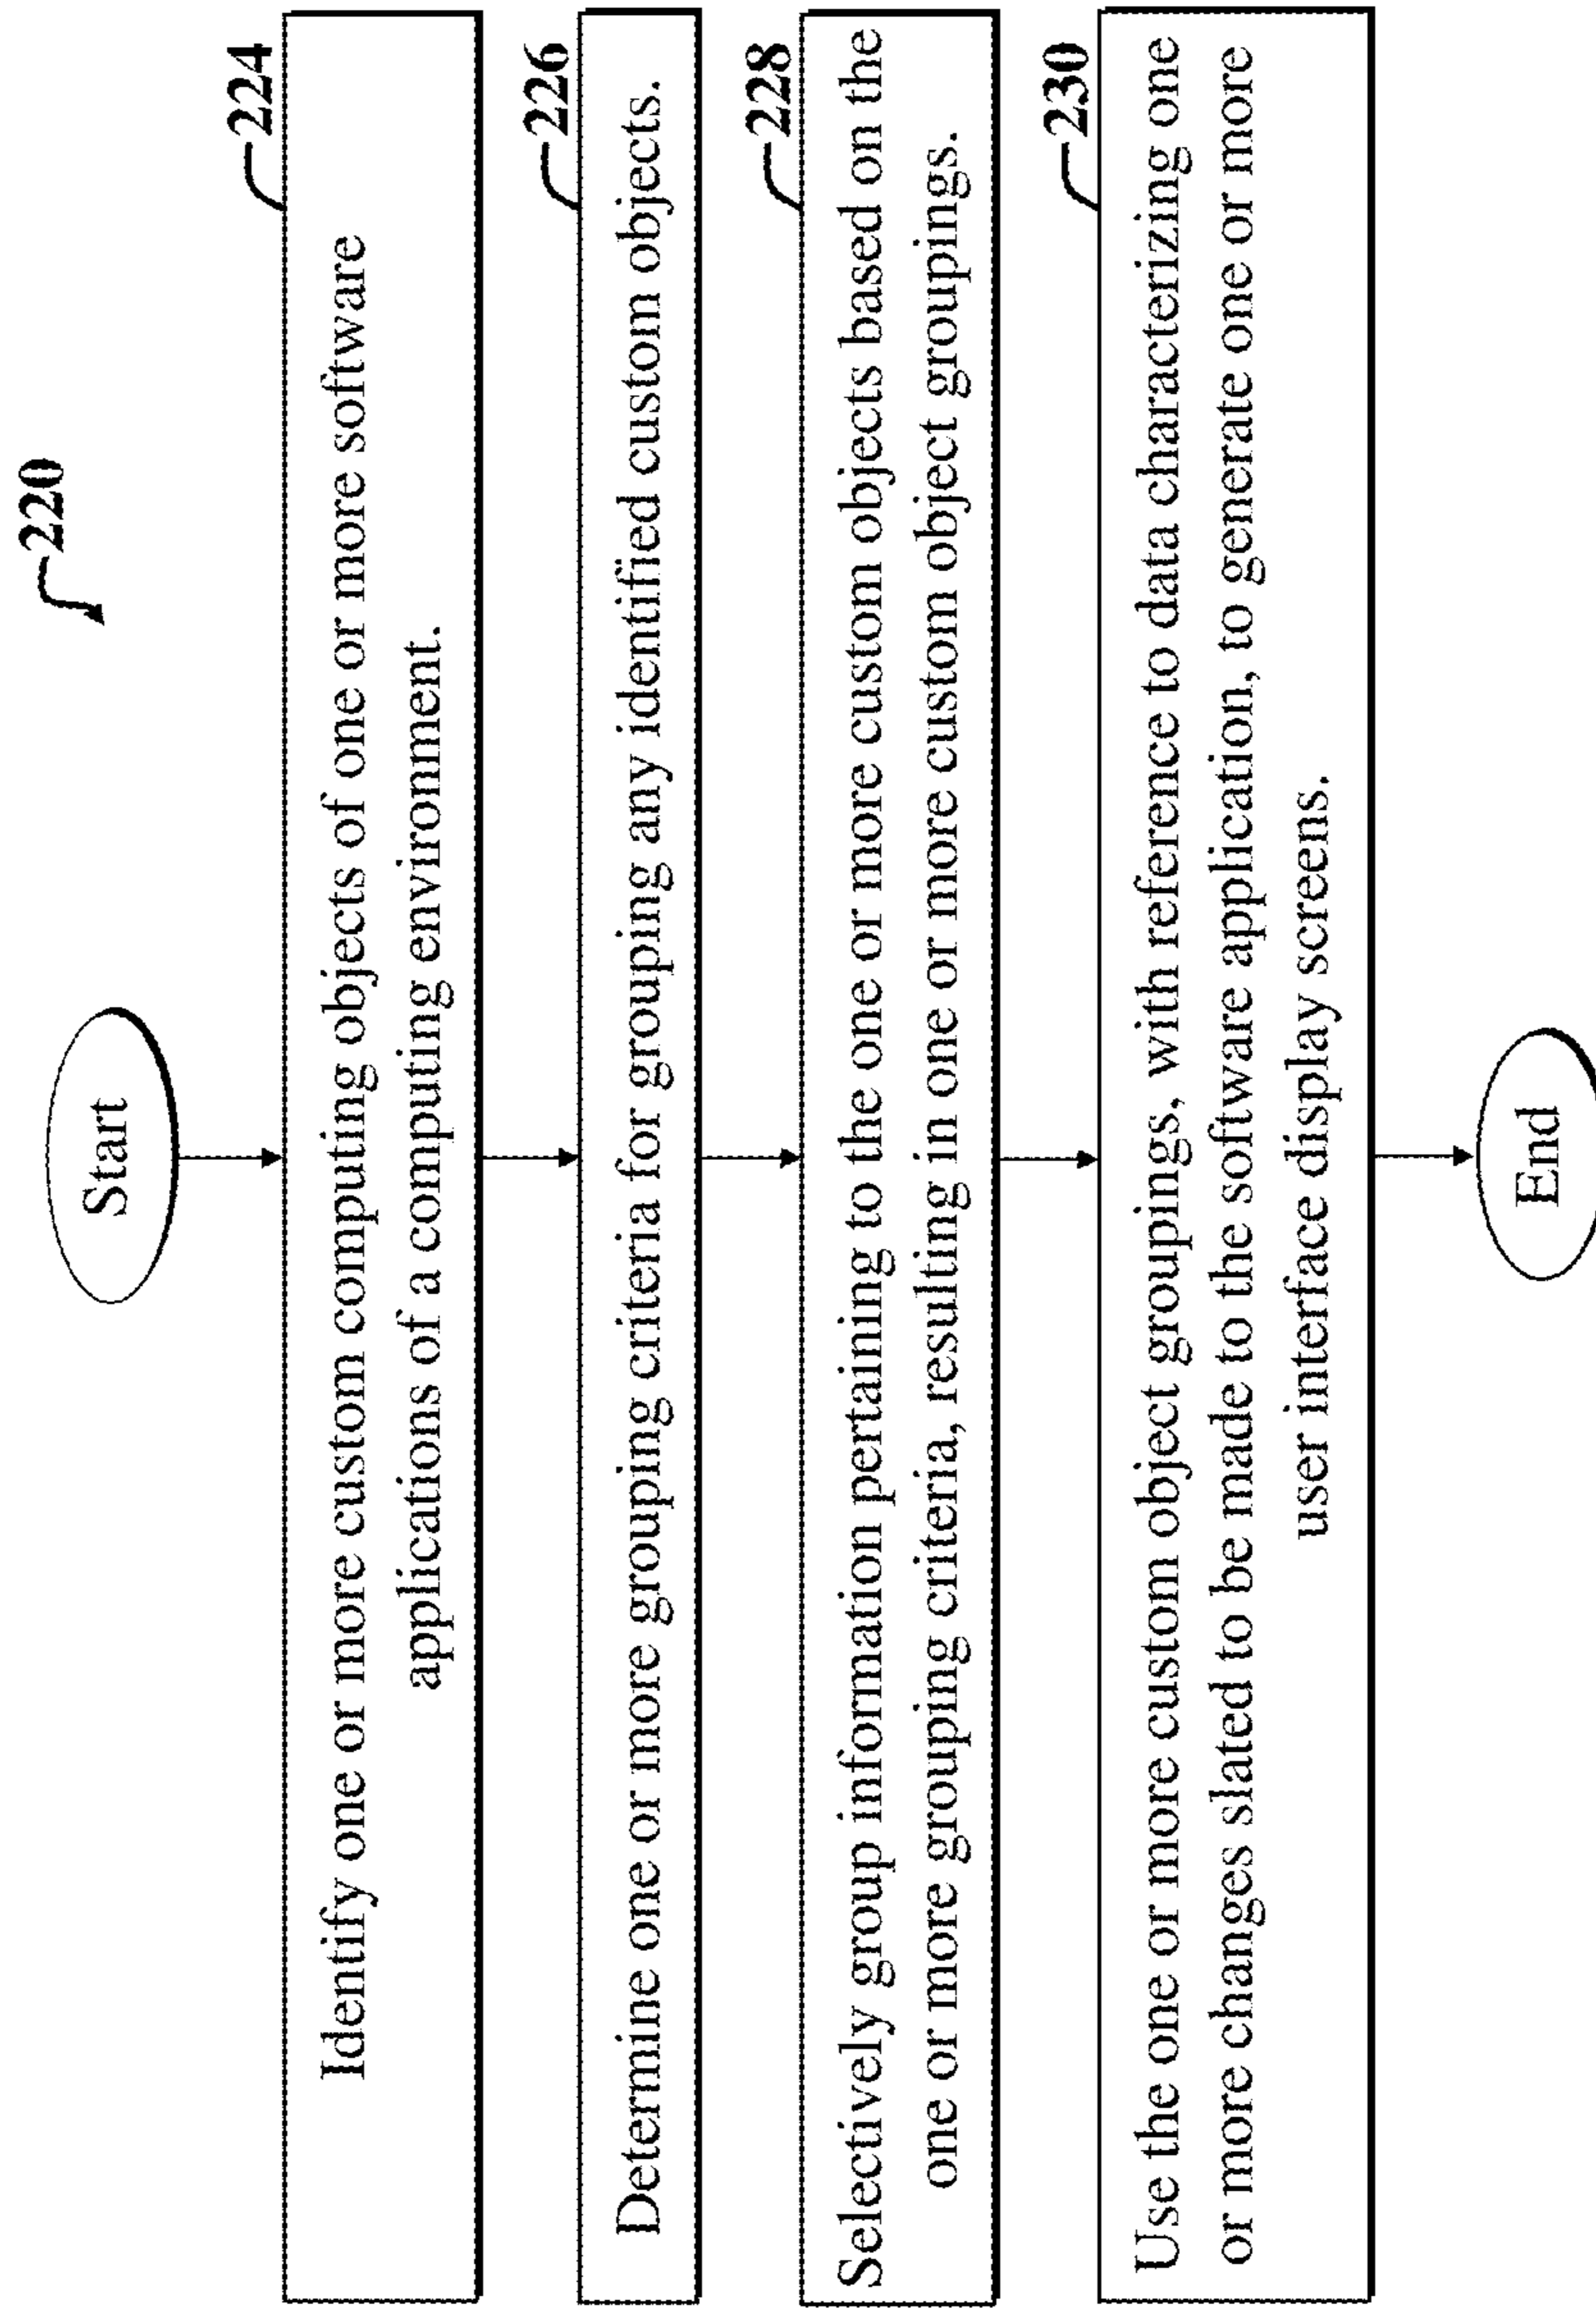 220
Start
224
Identify one or more custom computing objects of one or more software
applications of a computing environment.
226
Determine one or more grouping criteria for grouping any identified custom objects.
228
Selectively group information pertaining to the one or more custom objects based on the
one or more grouping criteria, resulting in one or more custom object groupings.
230
Use the one or more custom object groupings, with reference to data characterizing one
or more changes slated to be made to the software application, to generate one or more
user interface display screens.
End